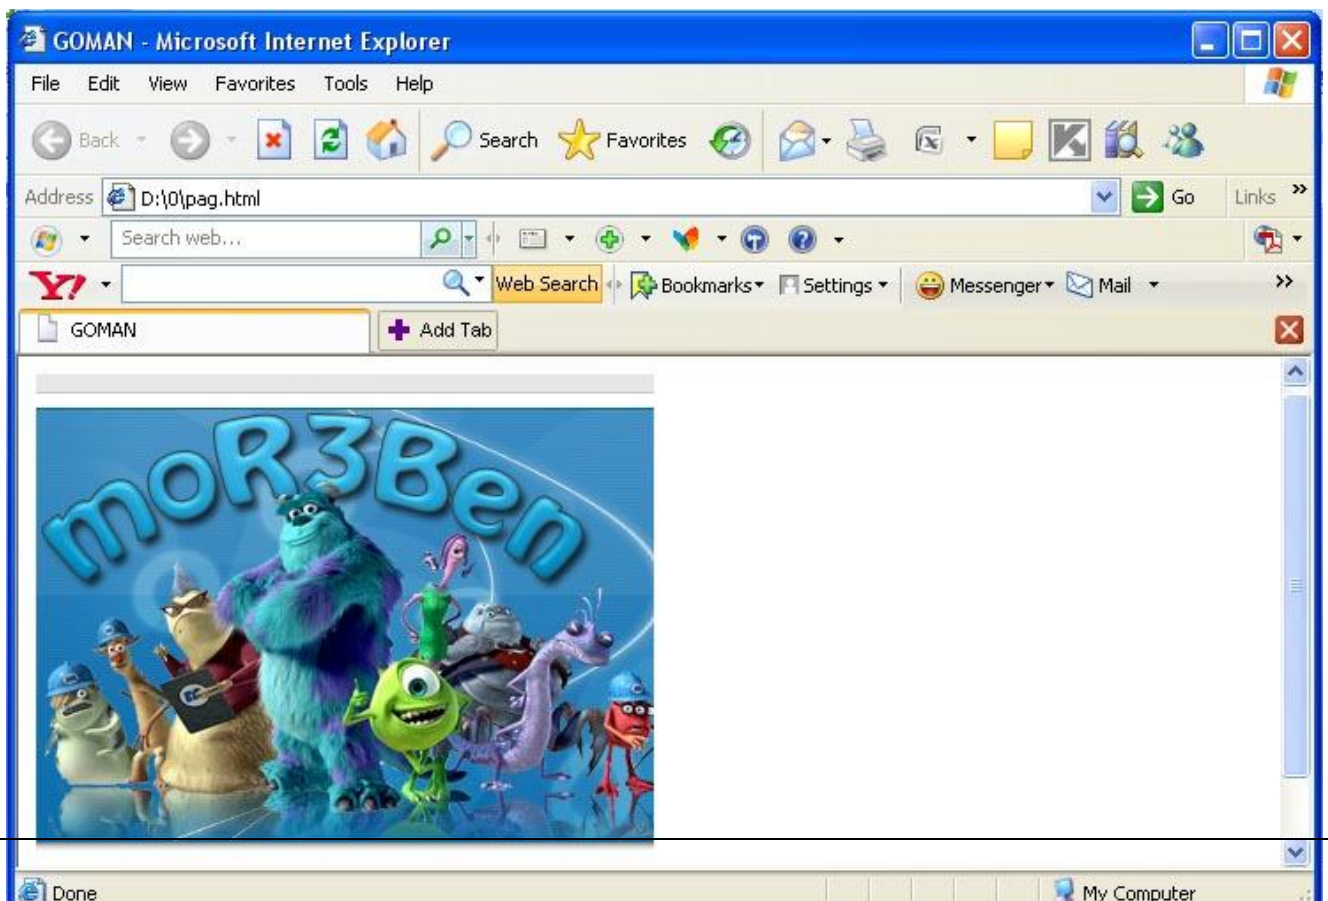 GOMAN - Microsoft Internet Explorer
File Edit View Favorites Tools Help
Back Search Favorites
Address D:\0\pag.html Go Links »
Search web...
Y! Web Search Bookmarks Settings Messenger Mail »
GOMAN Add Tab
moR3Ben
Done My Computer